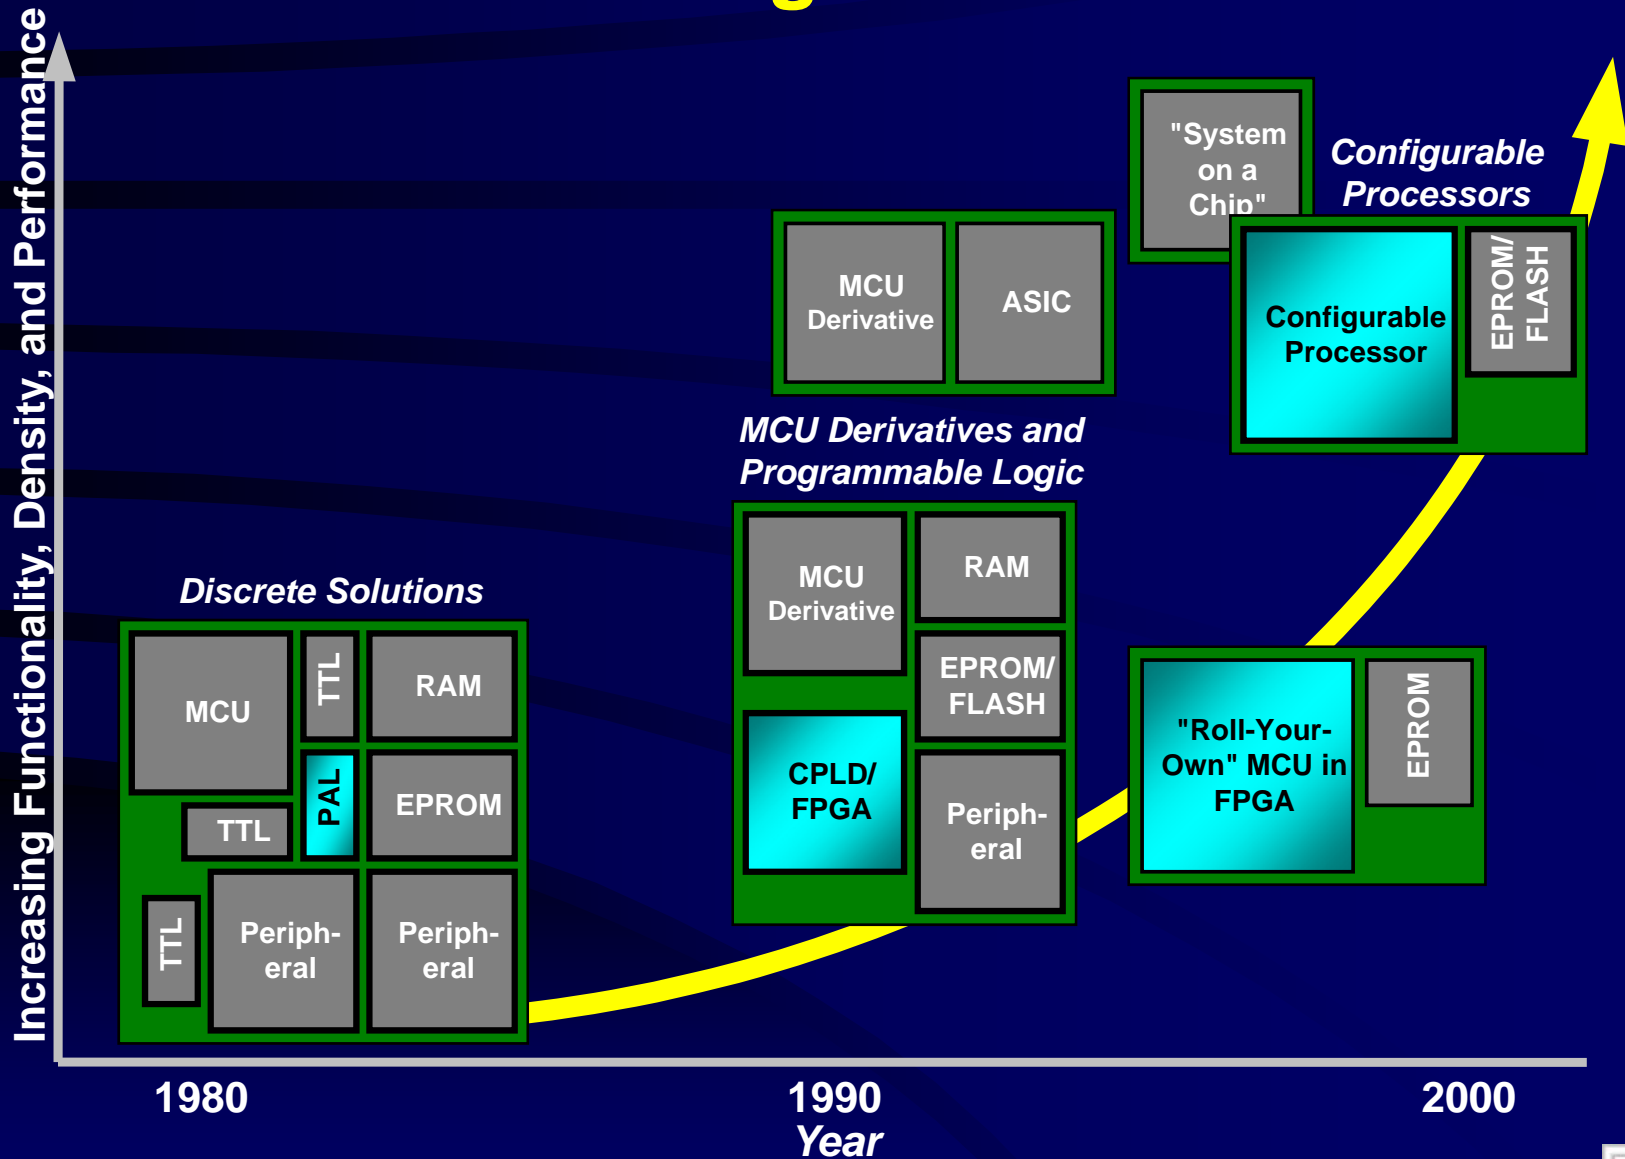 Increasing Functionality, Density, and Performance
"System
on a
Chip"
Configurable
Processors
MCU
Derivative
ASIC
Configurable
Processor
EPROM/
FLASH
MCU Derivatives and
Programmable Logic
MCU
Derivative
RAM
EPROM/
FLASH
CPLD/
FPGA
Periph-
eral
Discrete Solutions
MCU
TTL
RAM
TTL
PAL
EPROM
TTL
Periph-
eral
Periph-
eral
"Roll-Your-
Own" MCU in
FPGA
EPROM
1980
1990
2000
Year